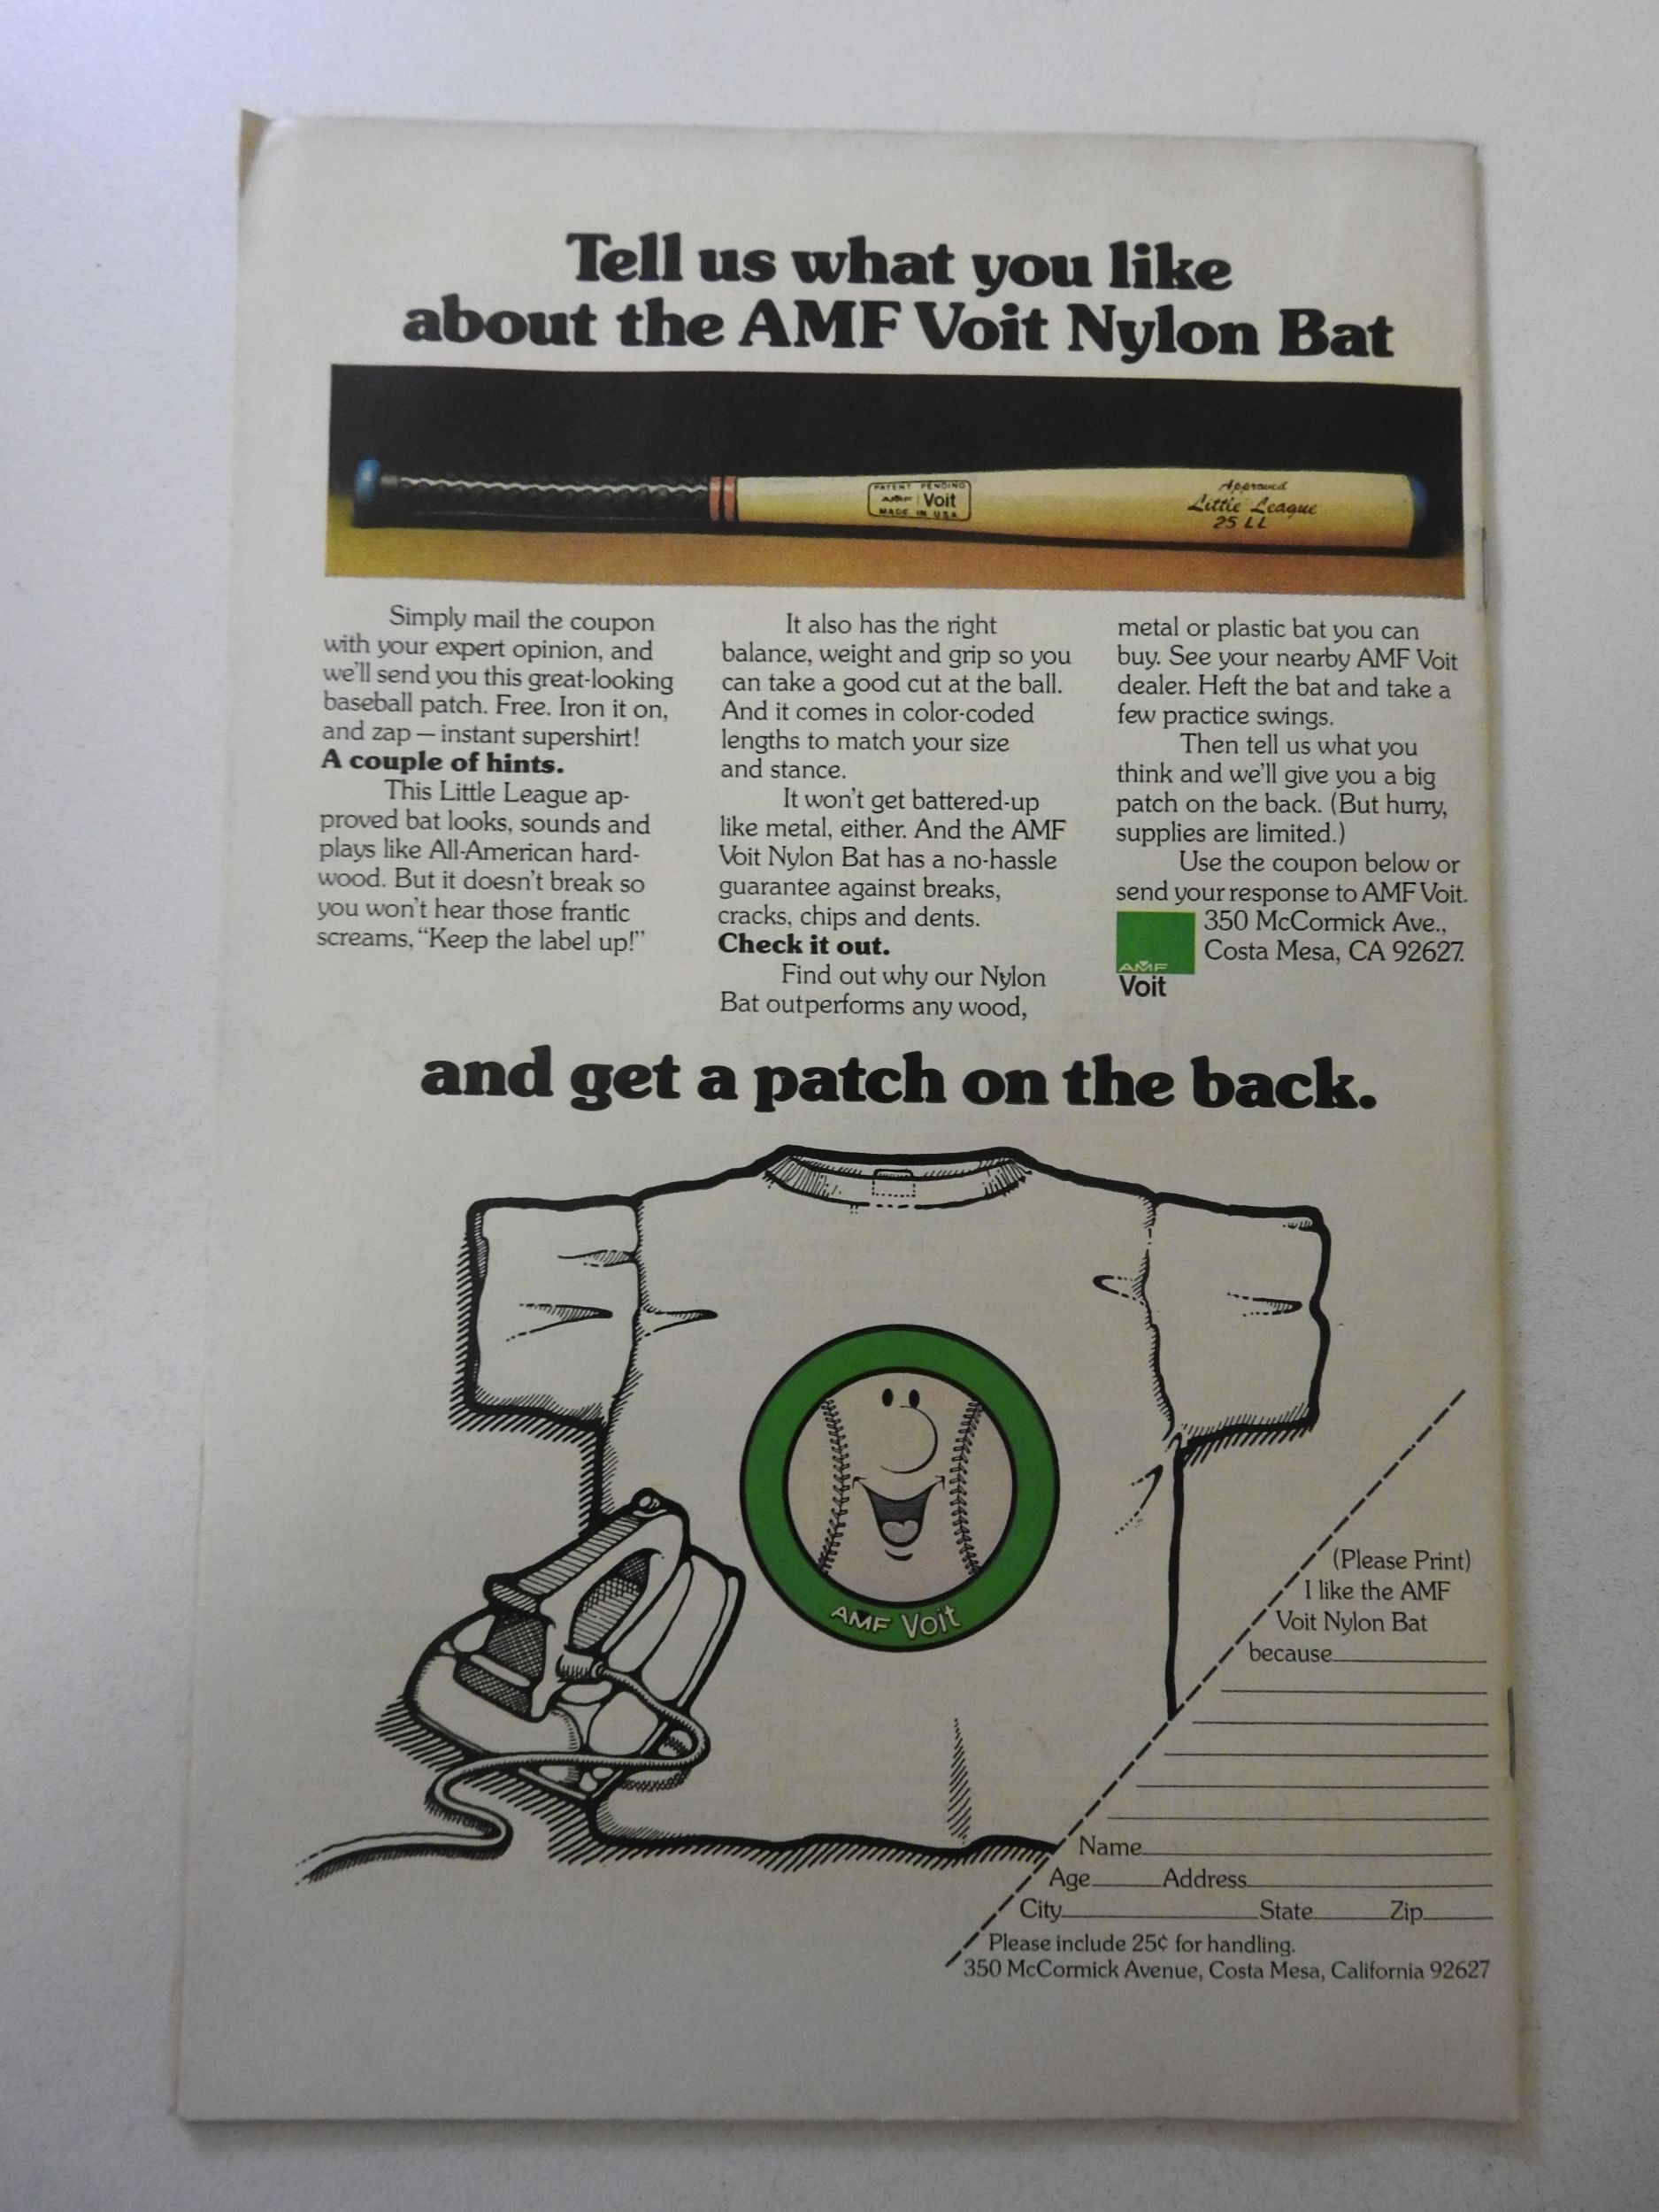 Tell us what you like
about the AMF Voit Nylon Bat
PATENT PENDING
AMF Voit
MADE IN U.S.A.
Approved
Little League
25 LL
Simply mail the coupon
with your expert opinion, and
we'll send you this great-looking
baseball patch. Free. Iron it on,
and zap — instant supershirt!
A couple of hints.
This Little League ap-
proved bat looks, sounds and
plays like All-American hard-
wood. But it doesn't break so
you won't hear those frantic
screams, "Keep the label up!"
It also has the right
balance, weight and grip so you
can take a good cut at the ball.
And it comes in color-coded
lengths to match your size
and stance.
It won't get battered-up
like metal, either. And the AMF
Voit Nylon Bat has a no-hassle
guarantee against breaks,
cracks, chips and dents.
Check it out.
Find out why our Nylon
Bat outperforms any wood,
metal or plastic bat you can
buy. See your nearby AMF Voit
dealer. Heft the bat and take a
few practice swings.
Then tell us what you
think and we'll give you a big
patch on the back. (But hurry,
supplies are limited.)
Use the coupon below or
send your response to AMF Voit.
350 McCormick Ave.,
Costa Mesa, CA 92627.
AMF
Voit
and get a patch on the back.
AMF Voit
(Please Print)
I like the AMF
Voit Nylon Bat
because
Name
Age Address
City State Zip
Please include 25¢ for handling.
350 McCormick Avenue, Costa Mesa, California 92627